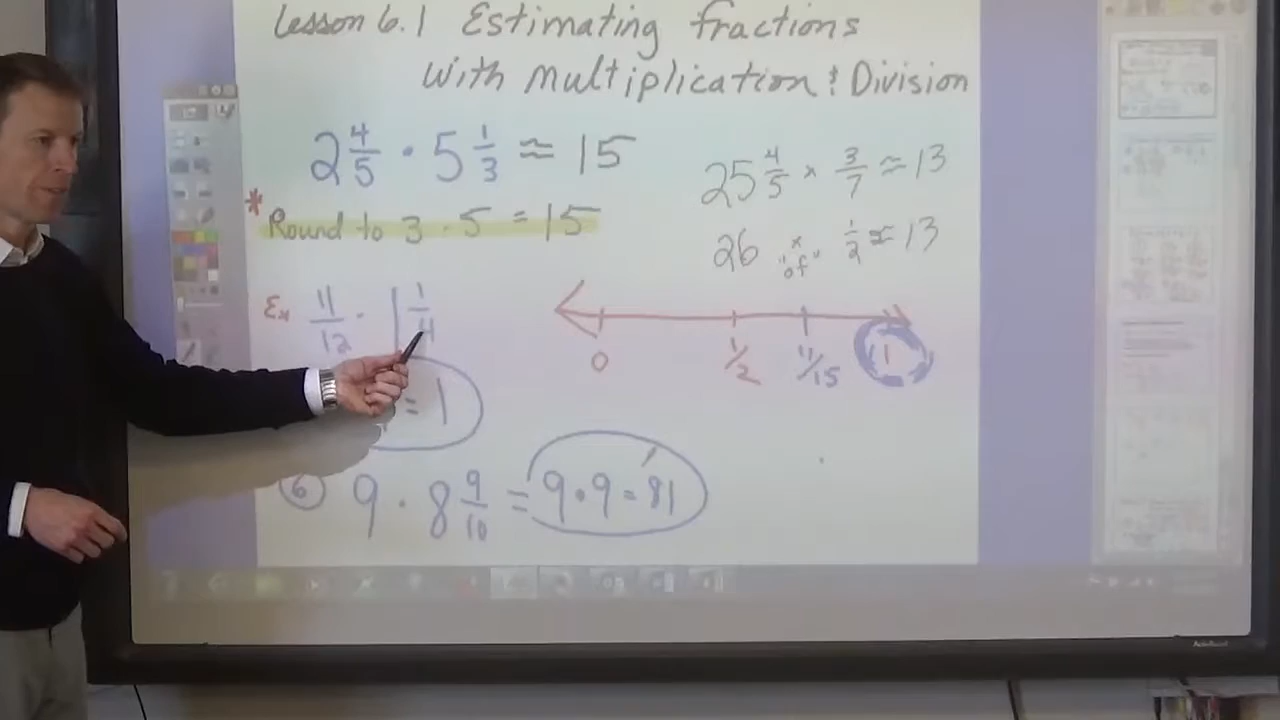 Lesson 6.1 Estimating fractions
with Multiplication & Division
2 4/5 · 5 1/3 ≈ 15
* Round to 3 · 5 = 15
25 4/5 × 3/7 ≈ 13
26 × "of" 1/2 ≈ 13
Ex 11/12 · 1 1/4
= 1
0 1/2 11/15 1
6 9 · 8 9/10 = 9 · 9 = 81